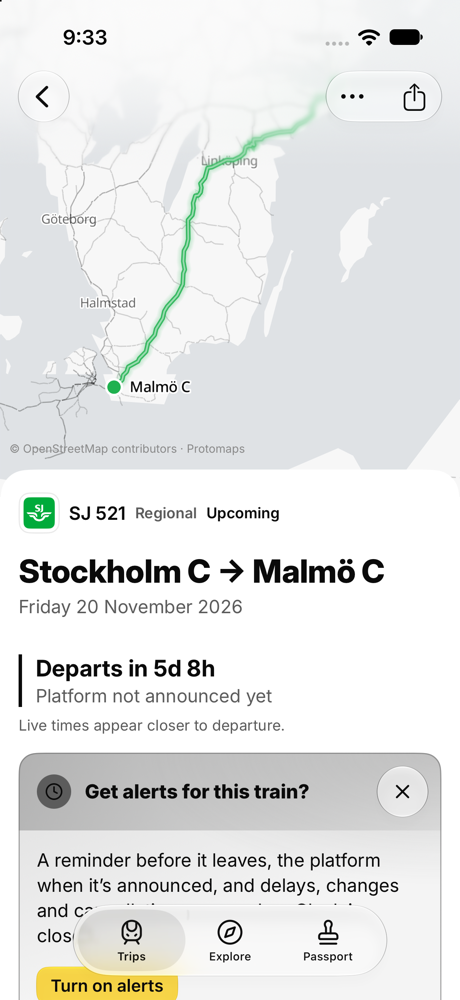 9:33
Linköping
Göteborg
Halmstad
Malmö C
© OpenStreetMap contributors · Protomaps
SJ
SJ 521 Regional Upcoming
Stockholm C → Malmö C
Friday 20 November 2026
Departs in 5d 8h
Platform not announced yet
Live times appear closer to departure.
Get alerts for this train?
A reminder before it leaves, the platform
when it’s announced, and delays, changes
and
Trips
Explore
Passport
Turn on alerts